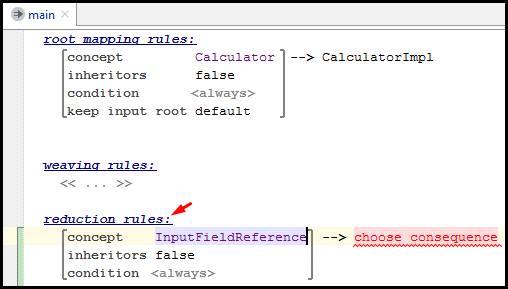 main
root mapping rules:
concept Calculator --> CalculatorImpl
inheritors false
condition <always>
keep input root default
weaving rules:
<< ... >>
reduction rules:
concept InputFieldReference --> choose consequence
inheritors false
condition <always>